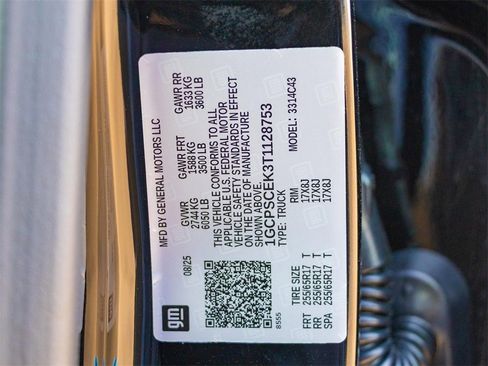 gm
MFD BY GENERAL MOTORS LLC
08/25
GVWR GAWR FRT GAWR RR
2744 KG 1588 KG 1633 KG
6050 LB 3500 LB 3600 LB
THIS VEHICLE CONFORMS TO ALL
APPLICABLE U.S. FEDERAL MOTOR
VEHICLE SAFETY STANDARDS IN EFFECT
ON THE DATE OF MANUFACTURE
SHOWN ABOVE.
1GCPSCEK3T1128753
TYPE: TRUCK MODEL: 3314C43
8555
TIRE SIZE RIM
FRT 255/65R17 T 17X8J
RR 255/65R17 T 17X8J
SPA 255/65R17 T 17X8J